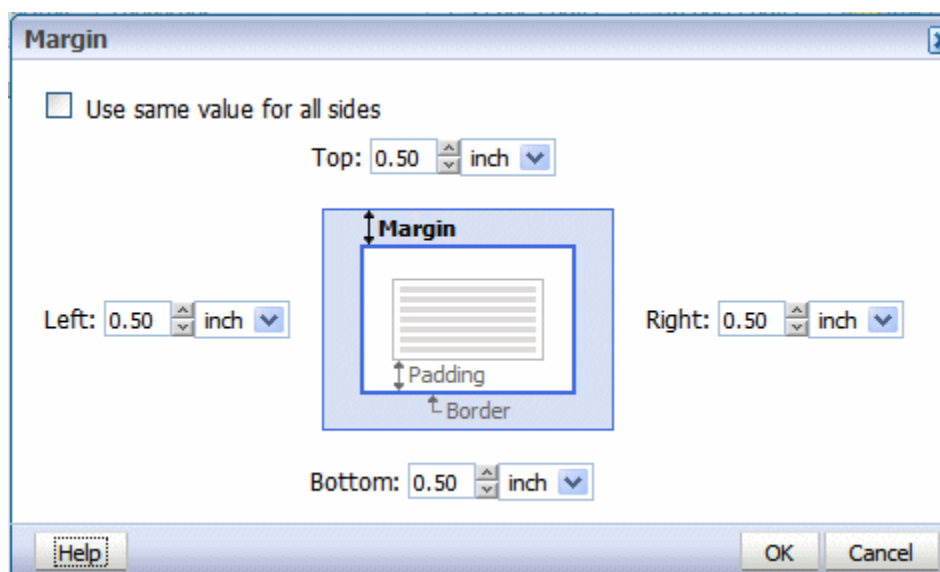 Margin
Use same value for all sides
Top: 0.50 inch
Margin
Left: 0.50 inch
Right: 0.50 inch
Padding
Border
Bottom: 0.50 inch
Help
OK
Cancel